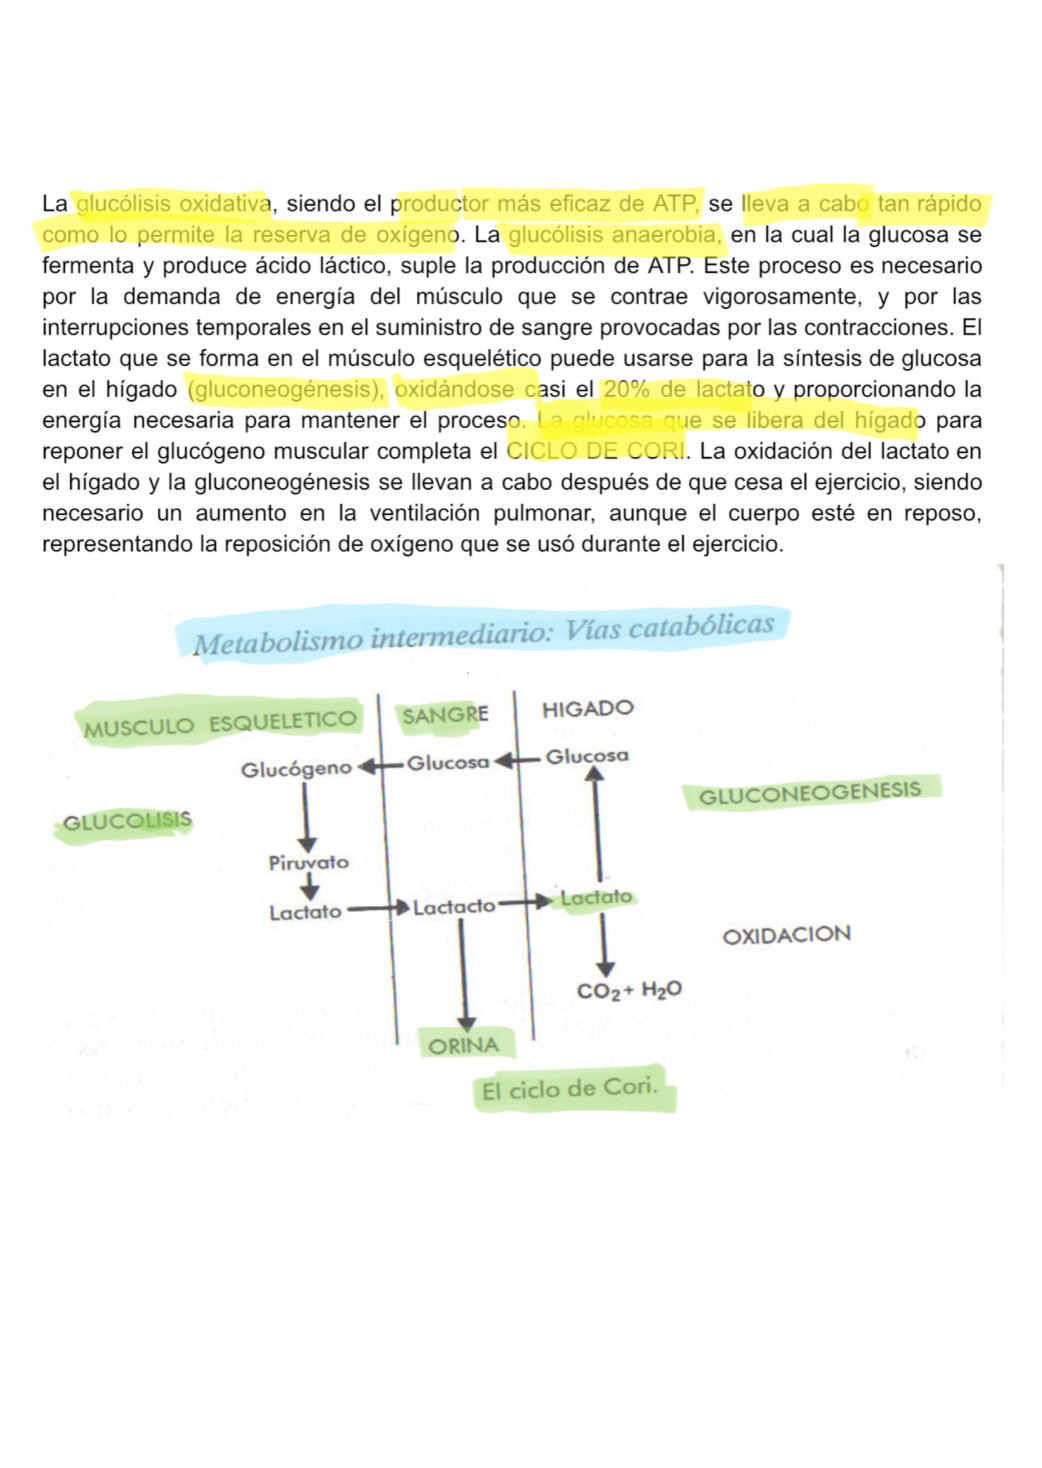 La glucólisis oxidativa, siendo el productor más eficaz de ATP, se lleva a cabo tan rápido
como lo permite la reserva de oxígeno. La glucólisis anaerobia, en la cual la glucosa se
fermenta y produce ácido láctico, suple la producción de ATP. Este proceso es necesario
por la demanda de energía del músculo que se contrae vigorosamente, y por las
interrupciones temporales en el suministro de sangre provocadas por las contracciones. El
lactato que se forma en el músculo esquelético puede usarse para la síntesis de glucosa
en el hígado (gluconeogénesis), oxidándose casi el 20% de lactato y proporcionando la
energía necesaria para mantener el proceso. La glucosa que se libera del hígado para
reponer el glucógeno muscular completa el CICLO DE CORI. La oxidación del lactato en
el hígado y la gluconeogénesis se llevan a cabo después de que cesa el ejercicio, siendo
necesario un aumento en la ventilación pulmonar, aunque el cuerpo esté en reposo,
representando la reposición de oxígeno que se usó durante el ejercicio.
Metabolismo intermediario: Vías catabólicas
MUSCULO ESQUELETICO SANGRE HIGADO
Glucógeno Glucosa Glucosa
GLUCONEOGENESIS
GLUCOLISIS
Piruvato
Lactato Lactacto Lactato
OXIDACION
CO₂+ H₂O
ORINA
El ciclo de Cori.